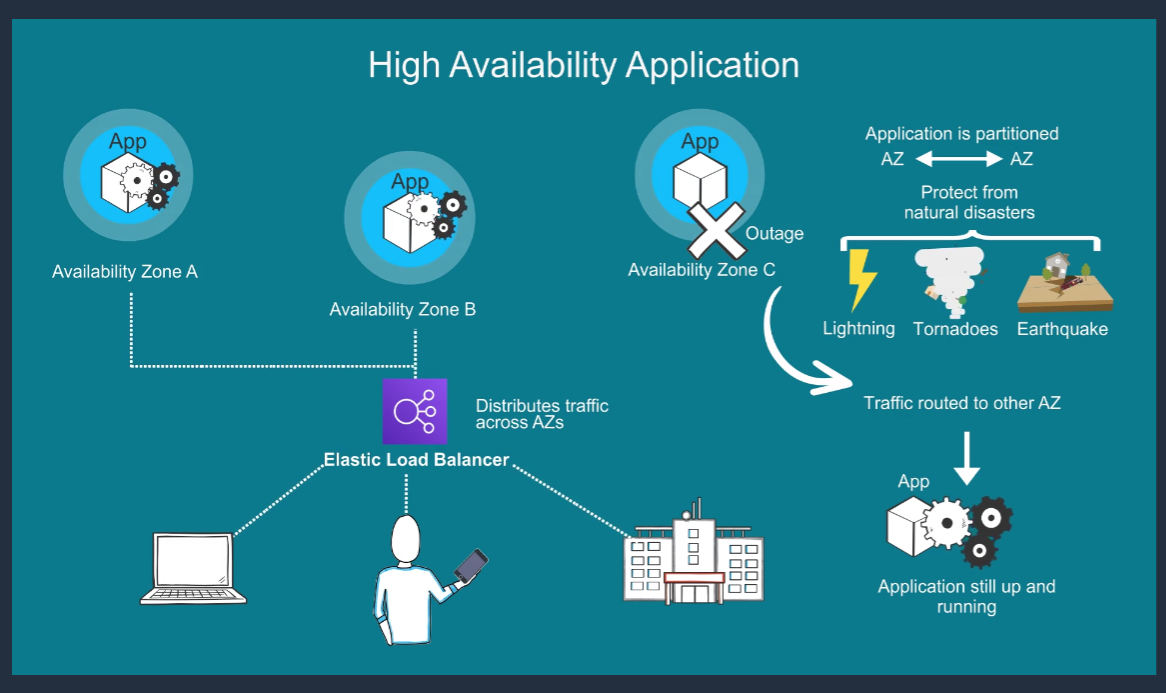 High Availability Application
App
Availability Zone A
App
Availability Zone B
App
Outage
Availability Zone C
Application is partitioned
AZ AZ
Protect from
natural disasters
Lightning
Tornadoes
Earthquake
Distributes traffic
across AZs
Elastic Load Balancer
Traffic routed to other AZ
App
Application still up and
running